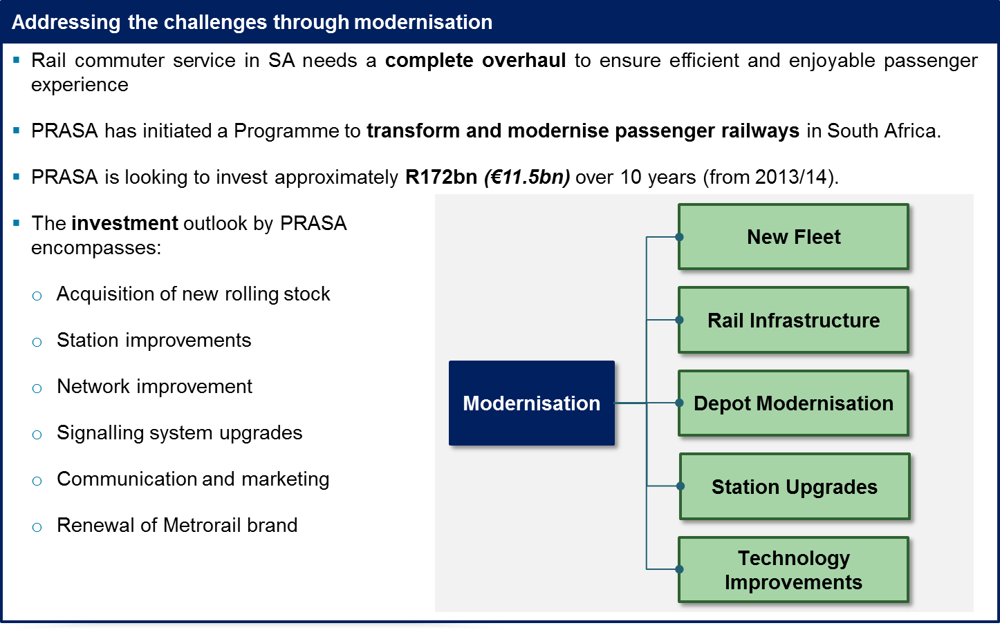 Addressing the challenges through modernisation
Rail commuter service in SA needs a complete overhaul to ensure efficient and enjoyable passenger
experience
PRASA has initiated a Programme to transform and modernise passenger railways in South Africa.
PRASA is looking to invest approximately R172bn (€11.5bn) over 10 years (from 2013/14).
The investment outlook by PRASA
encompasses:
Acquisition of new rolling stock
Station improvements
Network improvement
Signalling system upgrades
Communication and marketing
Renewal of Metrorail brand
Modernisation
New Fleet
Rail Infrastructure
Depot Modernisation
Station Upgrades
Technology
Improvements